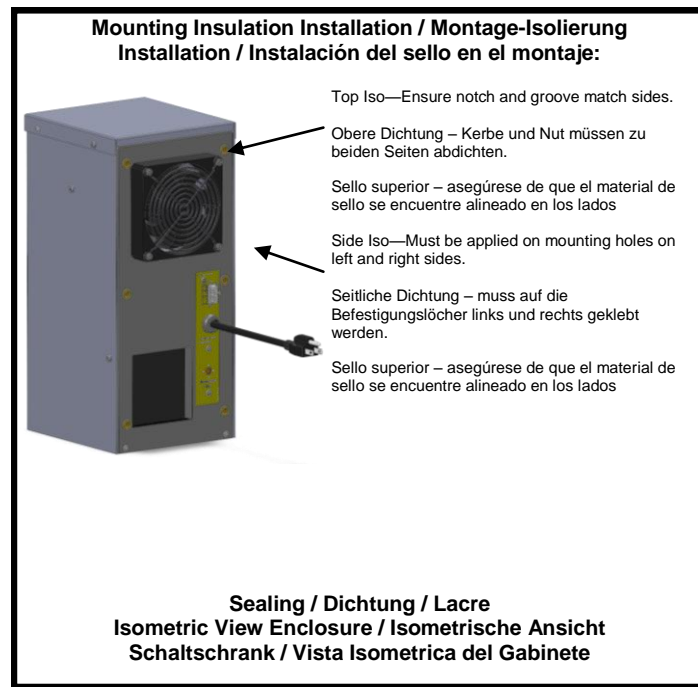 Mounting Insulation Installation / Montage-Isolierung
Installation / Instalación del sello en el montaje:
Top Iso—Ensure notch and groove match sides.
Obere Dichtung – Kerbe und Nut müssen zu
beiden Seiten abdichten.
Sello superior – asegúrese de que el material de
sello se encuentre alineado en los lados
Side Iso—Must be applied on mounting holes on
left and right sides.
Seitliche Dichtung – muss auf die
Befestigungslöcher links und rechts geklebt
werden.
Sello superior – asegúrese de que el material de
sello se encuentre alineado en los lados
Sealing / Dichtung / Lacre
Isometric View Enclosure / Isometrische Ansicht
Schaltschrank / Vista Isometrica del Gabinete